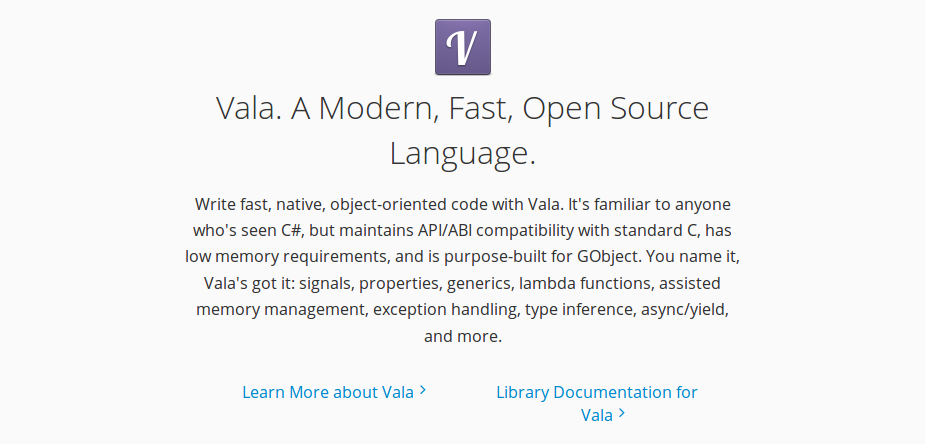 V
Vala. A Modern, Fast, Open Source
Language.
Write fast, native, object-oriented code with Vala. It's familiar to anyone
who's seen C#, but maintains API/ABI compatibility with standard C, has
low memory requirements, and is purpose-built for GObject. You name it,
Vala's got it: signals, properties, generics, lambda functions, assisted
memory management, exception handling, type inference, async/yield,
and more.
Learn More about Vala >
Library Documentation for
Vala >